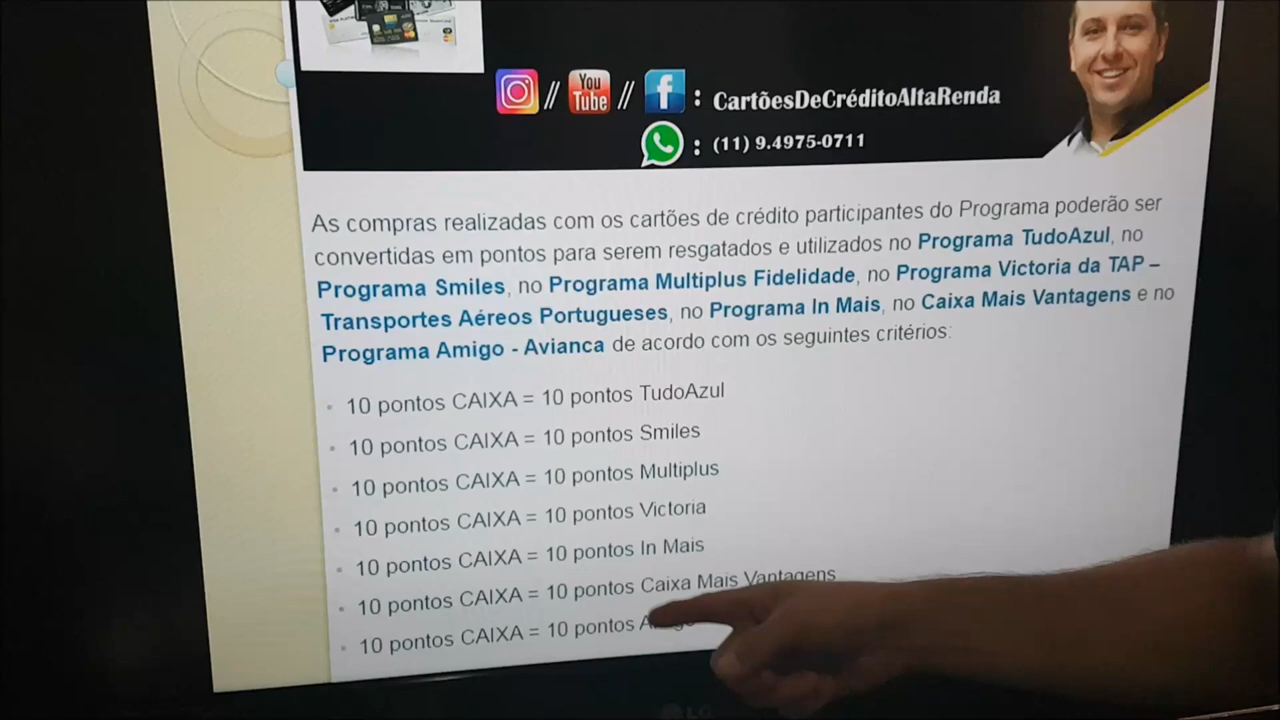 You
Tube
// // : CartõesDeCréditoAltaRenda
: (11) 9.4975-0711
As compras realizadas com os cartões de crédito participantes do Programa poderão ser
convertidas em pontos para serem resgatados e utilizados no Programa TudoAzul, no
Programa Smiles, no Programa Multiplus Fidelidade, no Programa Victoria da TAP –
Transportes Aéreos Portugueses, no Programa In Mais, no Caixa Mais Vantagens e no
Programa Amigo - Avianca de acordo com os seguintes critérios:
• 10 pontos CAIXA = 10 pontos TudoAzul
• 10 pontos CAIXA = 10 pontos Smiles
• 10 pontos CAIXA = 10 pontos Multiplus
• 10 pontos CAIXA = 10 pontos Victoria
• 10 pontos CAIXA = 10 pontos In Mais
• 10 pontos CAIXA = 10 pontos Caixa Mais Vantagens
• 10 pontos CAIXA = 10 pontos
LG